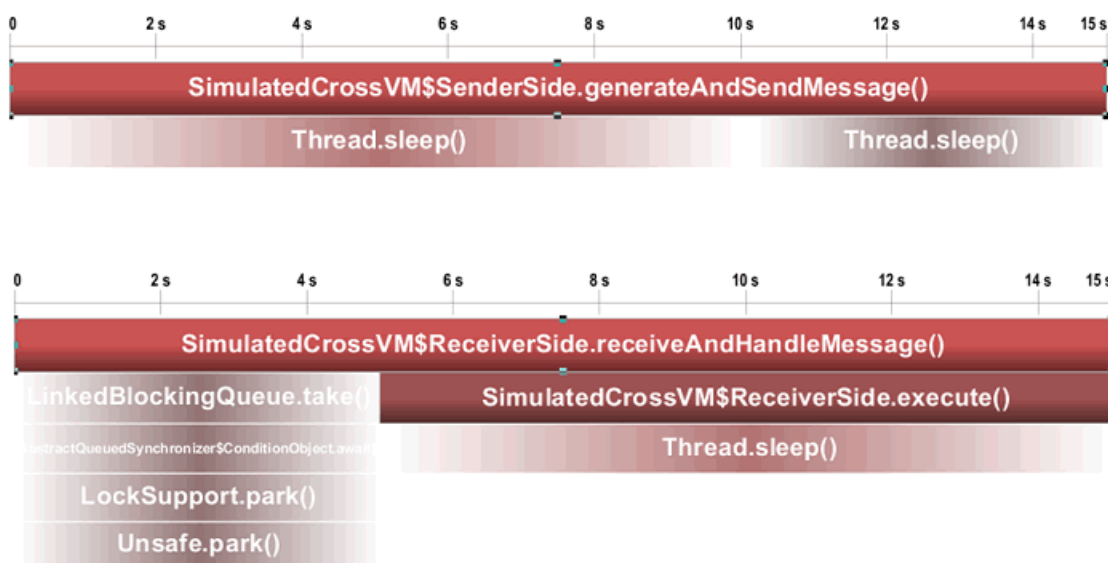 0 2 s 4 s 6 s 8 s 10 s 12 s 14 s 15 s
SimulatedCrossVM$SenderSide.generateAndSendMessage()
Thread.sleep() Thread.sleep()
0 2 s 4 s 6 s 8 s 10 s 12 s 14 s 15 s
SimulatedCrossVM$ReceiverSide.receiveAndHandleMessage()
LinkedBlockingQueue.take() SimulatedCrossVM$ReceiverSide.execute()
Thread.sleep()
LockSupport.park()
Unsafe.park()